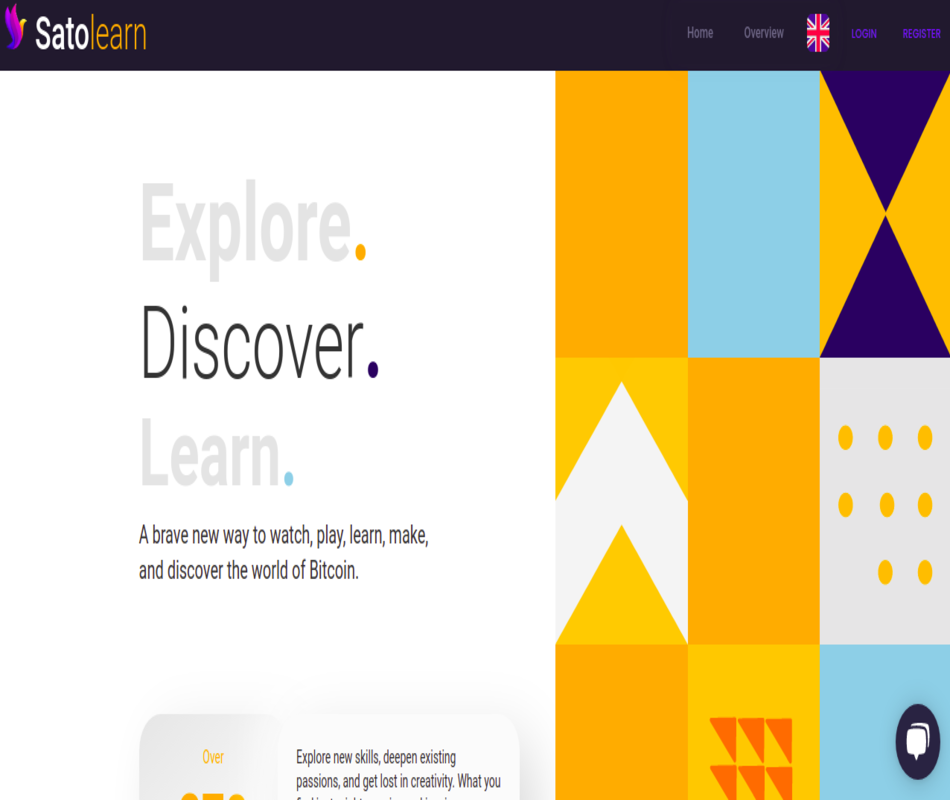 Satolearn
Home Overview LOGIN REGISTER
Explore.
Discover.
Learn.
A brave new way to watch, play, learn, make,
and discover the world of Bitcoin.
Over
Explore new skills, deepen existing
passions, and get lost in creativity. What you